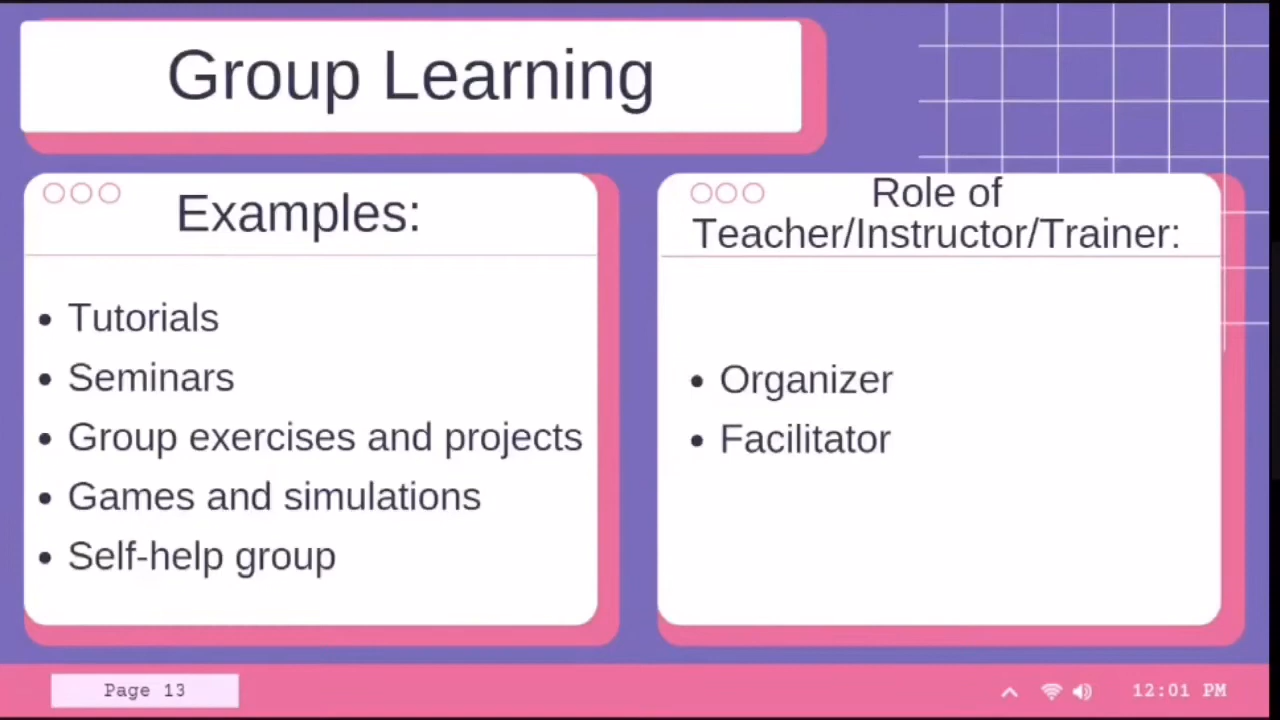 Group Learning
Examples:
• Tutorials
• Seminars
• Group exercises and projects
• Games and simulations
• Self-help group
Role of
Teacher/Instructor/Trainer:
• Organizer
• Facilitator
Page 13
12:01 PM